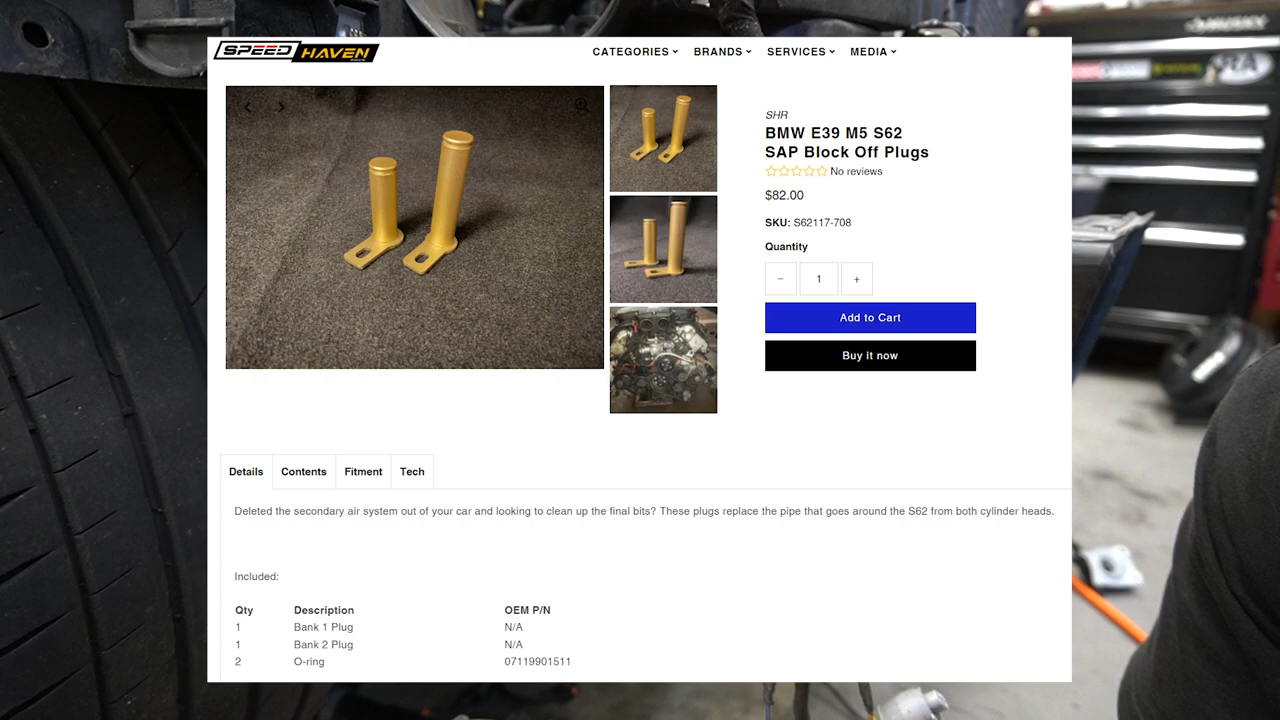 SPEED HAVEN
CATEGORIES
BRANDS
SERVICES
MEDIA
SHR
BMW E39 M5 S62
SAP Block Off Plugs
No reviews
$82.00
SKU: S62117-708
Quantity
− 1 +
Add to Cart
Buy it now
Details
Contents
Fitment
Tech
Deleted the secondary air system out of your car and looking to clean up the final bits? These plugs replace the pipe that goes around the S62 from both cylinder heads.
Included:
Qty Description OEM P/N
1 Bank 1 Plug N/A
1 Bank 2 Plug N/A
2 O-ring 07119901511